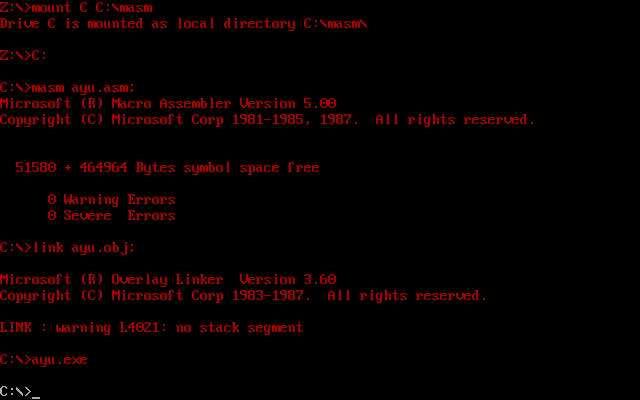 Z:\>mount C C:\masm
Drive C is mounted as local directory C:\masm\
Z:\>C:
C:\>masm ayu.asm;
Microsoft (R) Macro Assembler Version 5.00
Copyright (C) Microsoft Corp 1981-1985, 1987.  All rights reserved.
51580 + 464964 Bytes symbol space free
0 Warning Errors
0 Severe  Errors
C:\>link ayu.obj;
Microsoft (R) Overlay Linker  Version 3.60
Copyright (C) Microsoft Corp 1983-1987.  All rights reserved.
LINK : warning L4021: no stack segment
C:\>ayu.exe
C:\>_